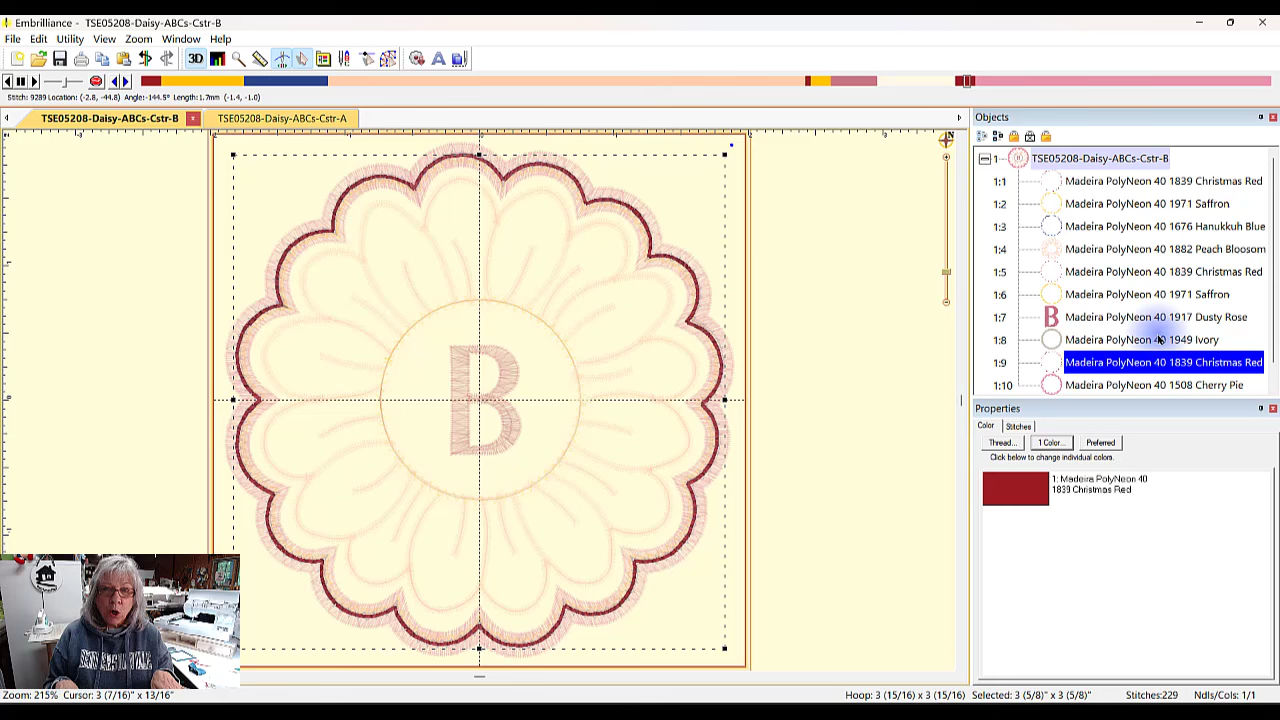 Embrilliance - TSE05208-Daisy-ABCs-Cstr-B
File Edit Utility View Zoom Window Help
3D
Stitch: 9289 Location: (-2.8, -44.8) Angle:-144.5° Length:1.7mm (-1.4, -1.0)
TSE05208-Daisy-ABCs-Cstr-B x TSE05208-Daisy-ABCs-Cstr-A
N
B
Objects
1 TSE05208-Daisy-ABCs-Cstr-B
1:1 Madeira PolyNeon 40 1839 Christmas Red
1:2 Madeira PolyNeon 40 1971 Saffron
1:3 Madeira PolyNeon 40 1676 Hanukkuh Blue
1:4 Madeira PolyNeon 40 1882 Peach Bloosom
1:5 Madeira PolyNeon 40 1839 Christmas Red
1:6 Madeira PolyNeon 40 1971 Saffron
1:7 B Madeira PolyNeon 40 1917 Dusty Rose
1:8 Madeira PolyNeon 40 1949 Ivory
1:9 Madeira PolyNeon 40 1839 Christmas Red
1:10 Madeira PolyNeon 40 1508 Cherry Pie
Properties
Color Stitches
Thread... 1 Color... Preferred
Click below to change individual colors.
1: Madeira PolyNeon 40
1839 Christmas Red
Zoom: 215% Cursor: 3 (7/16)" x 13/16" Hoop: 3 (15/16) x 3 (15/16) Selected: 3 (5/8)" x 3 (5/8)" Stitches:229 Ndls/Cols: 1/1